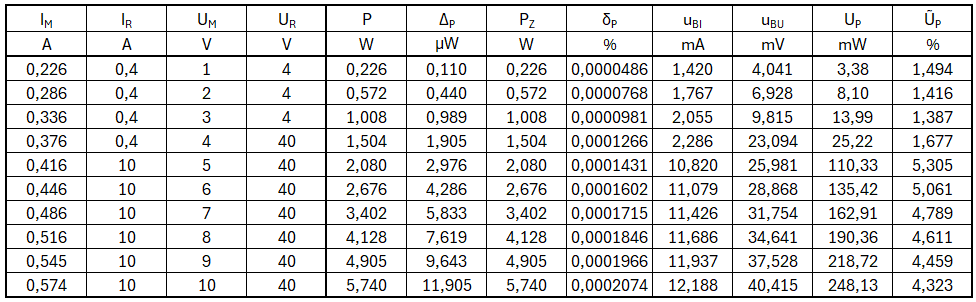 I_M I_R U_M U_R P Δ_P P_Z δ_P u_BI u_BU U_P Ũ_P
A A V V W µW W % mA mV mW %
0,226 0,4 1 4 0,226 0,110 0,226 0,0000486 1,420 4,041 3,38 1,494
0,286 0,4 2 4 0,572 0,440 0,572 0,0000768 1,767 6,928 8,10 1,416
0,336 0,4 3 4 1,008 0,989 1,008 0,0000981 2,055 9,815 13,99 1,387
0,376 0,4 4 40 1,504 1,905 1,504 0,0001266 2,286 23,094 25,22 1,677
0,416 10 5 40 2,080 2,976 2,080 0,0001431 10,820 25,981 110,33 5,305
0,446 10 6 40 2,676 4,286 2,676 0,0001602 11,079 28,868 135,42 5,061
0,486 10 7 40 3,402 5,833 3,402 0,0001715 11,426 31,754 162,91 4,789
0,516 10 8 40 4,128 7,619 4,128 0,0001846 11,686 34,641 190,36 4,611
0,545 10 9 40 4,905 9,643 4,905 0,0001966 11,937 37,528 218,72 4,459
0,574 10 10 40 5,740 11,905 5,740 0,0002074 12,188 40,415 248,13 4,323